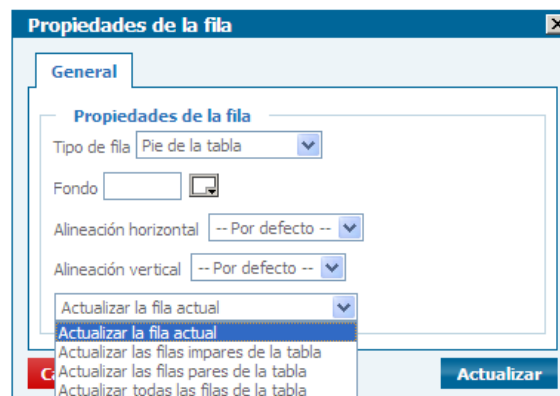 Propiedades de la fila
General
Propiedades de la fila
Tipo de fila Pie de la tabla
Fondo
Alineación horizontal -- Por defecto --
Alineación vertical -- Por defecto --
Actualizar la fila actual
Actualizar la fila actual
Actualizar las filas impares de la tabla
Actualizar las filas pares de la tabla
Actualizar todas las filas de la tabla
Actualizar